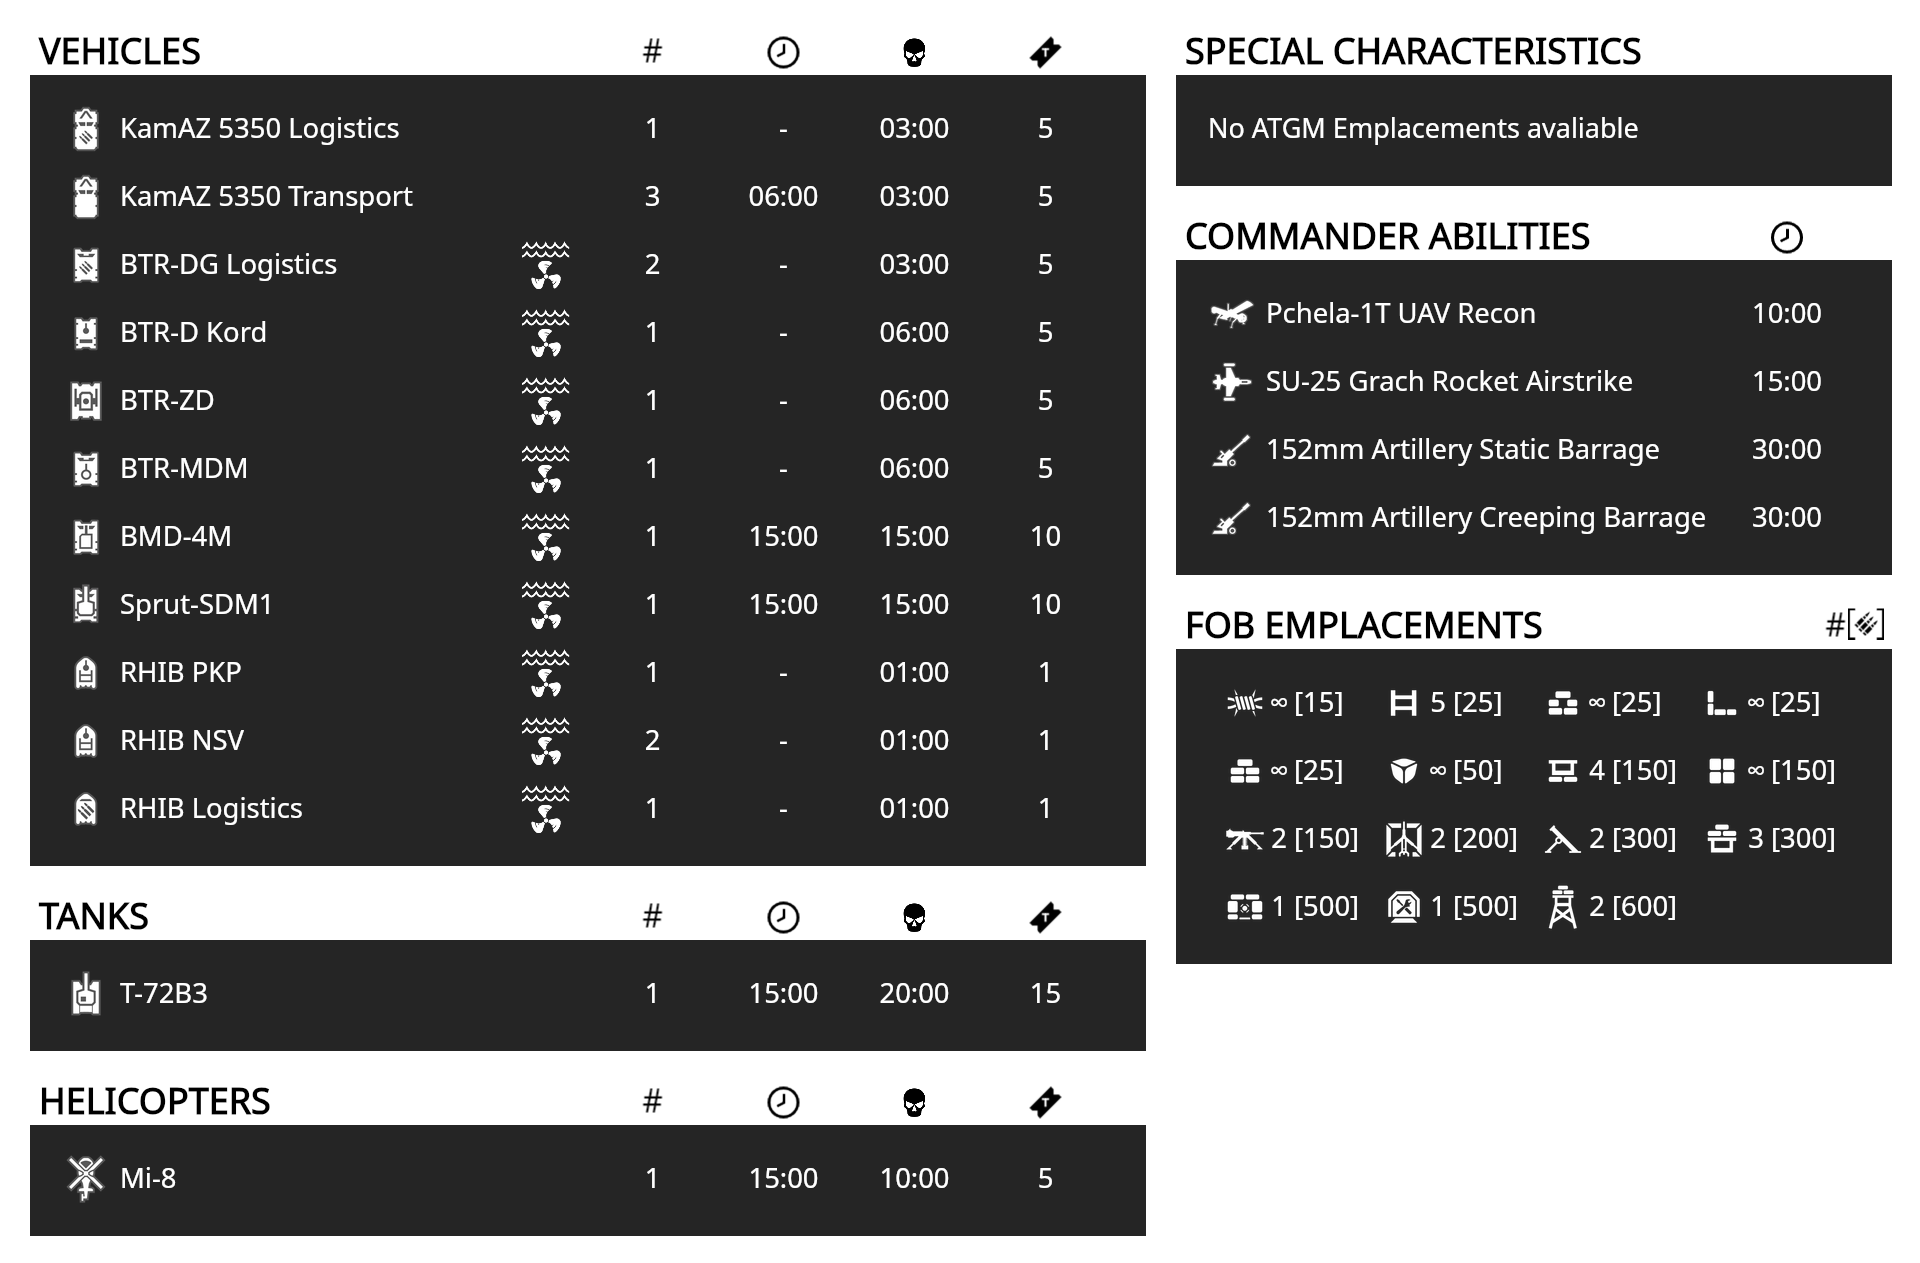 VEHICLES #
KamAZ 5350 Logistics 1 - 03:00 5
KamAZ 5350 Transport 3 06:00 03:00 5
BTR-DG Logistics 2 - 03:00 5
BTR-D Kord 1 - 06:00 5
BTR-ZD 1 - 06:00 5
BTR-MDM 1 - 06:00 5
BMD-4M 1 15:00 15:00 10
Sprut-SDM1 1 15:00 15:00 10
RHIB PKP 1 - 01:00 1
RHIB NSV 2 - 01:00 1
RHIB Logistics 1 - 01:00 1
TANKS #
T-72B3 1 15:00 20:00 15
HELICOPTERS #
Mi-8 1 15:00 10:00 5
SPECIAL CHARACTERISTICS
No ATGM Emplacements avaliable
COMMANDER ABILITIES
Pchela-1T UAV Recon 10:00
SU-25 Grach Rocket Airstrike 15:00
152mm Artillery Static Barrage 30:00
152mm Artillery Creeping Barrage 30:00
FOB EMPLACEMENTS #[]
∞ [15] 5 [25] ∞ [25] ∞ [25]
∞ [25] ∞ [50] 4 [150] ∞ [150]
2 [150] 2 [200] 2 [300] 3 [300]
1 [500] 1 [500] 2 [600]